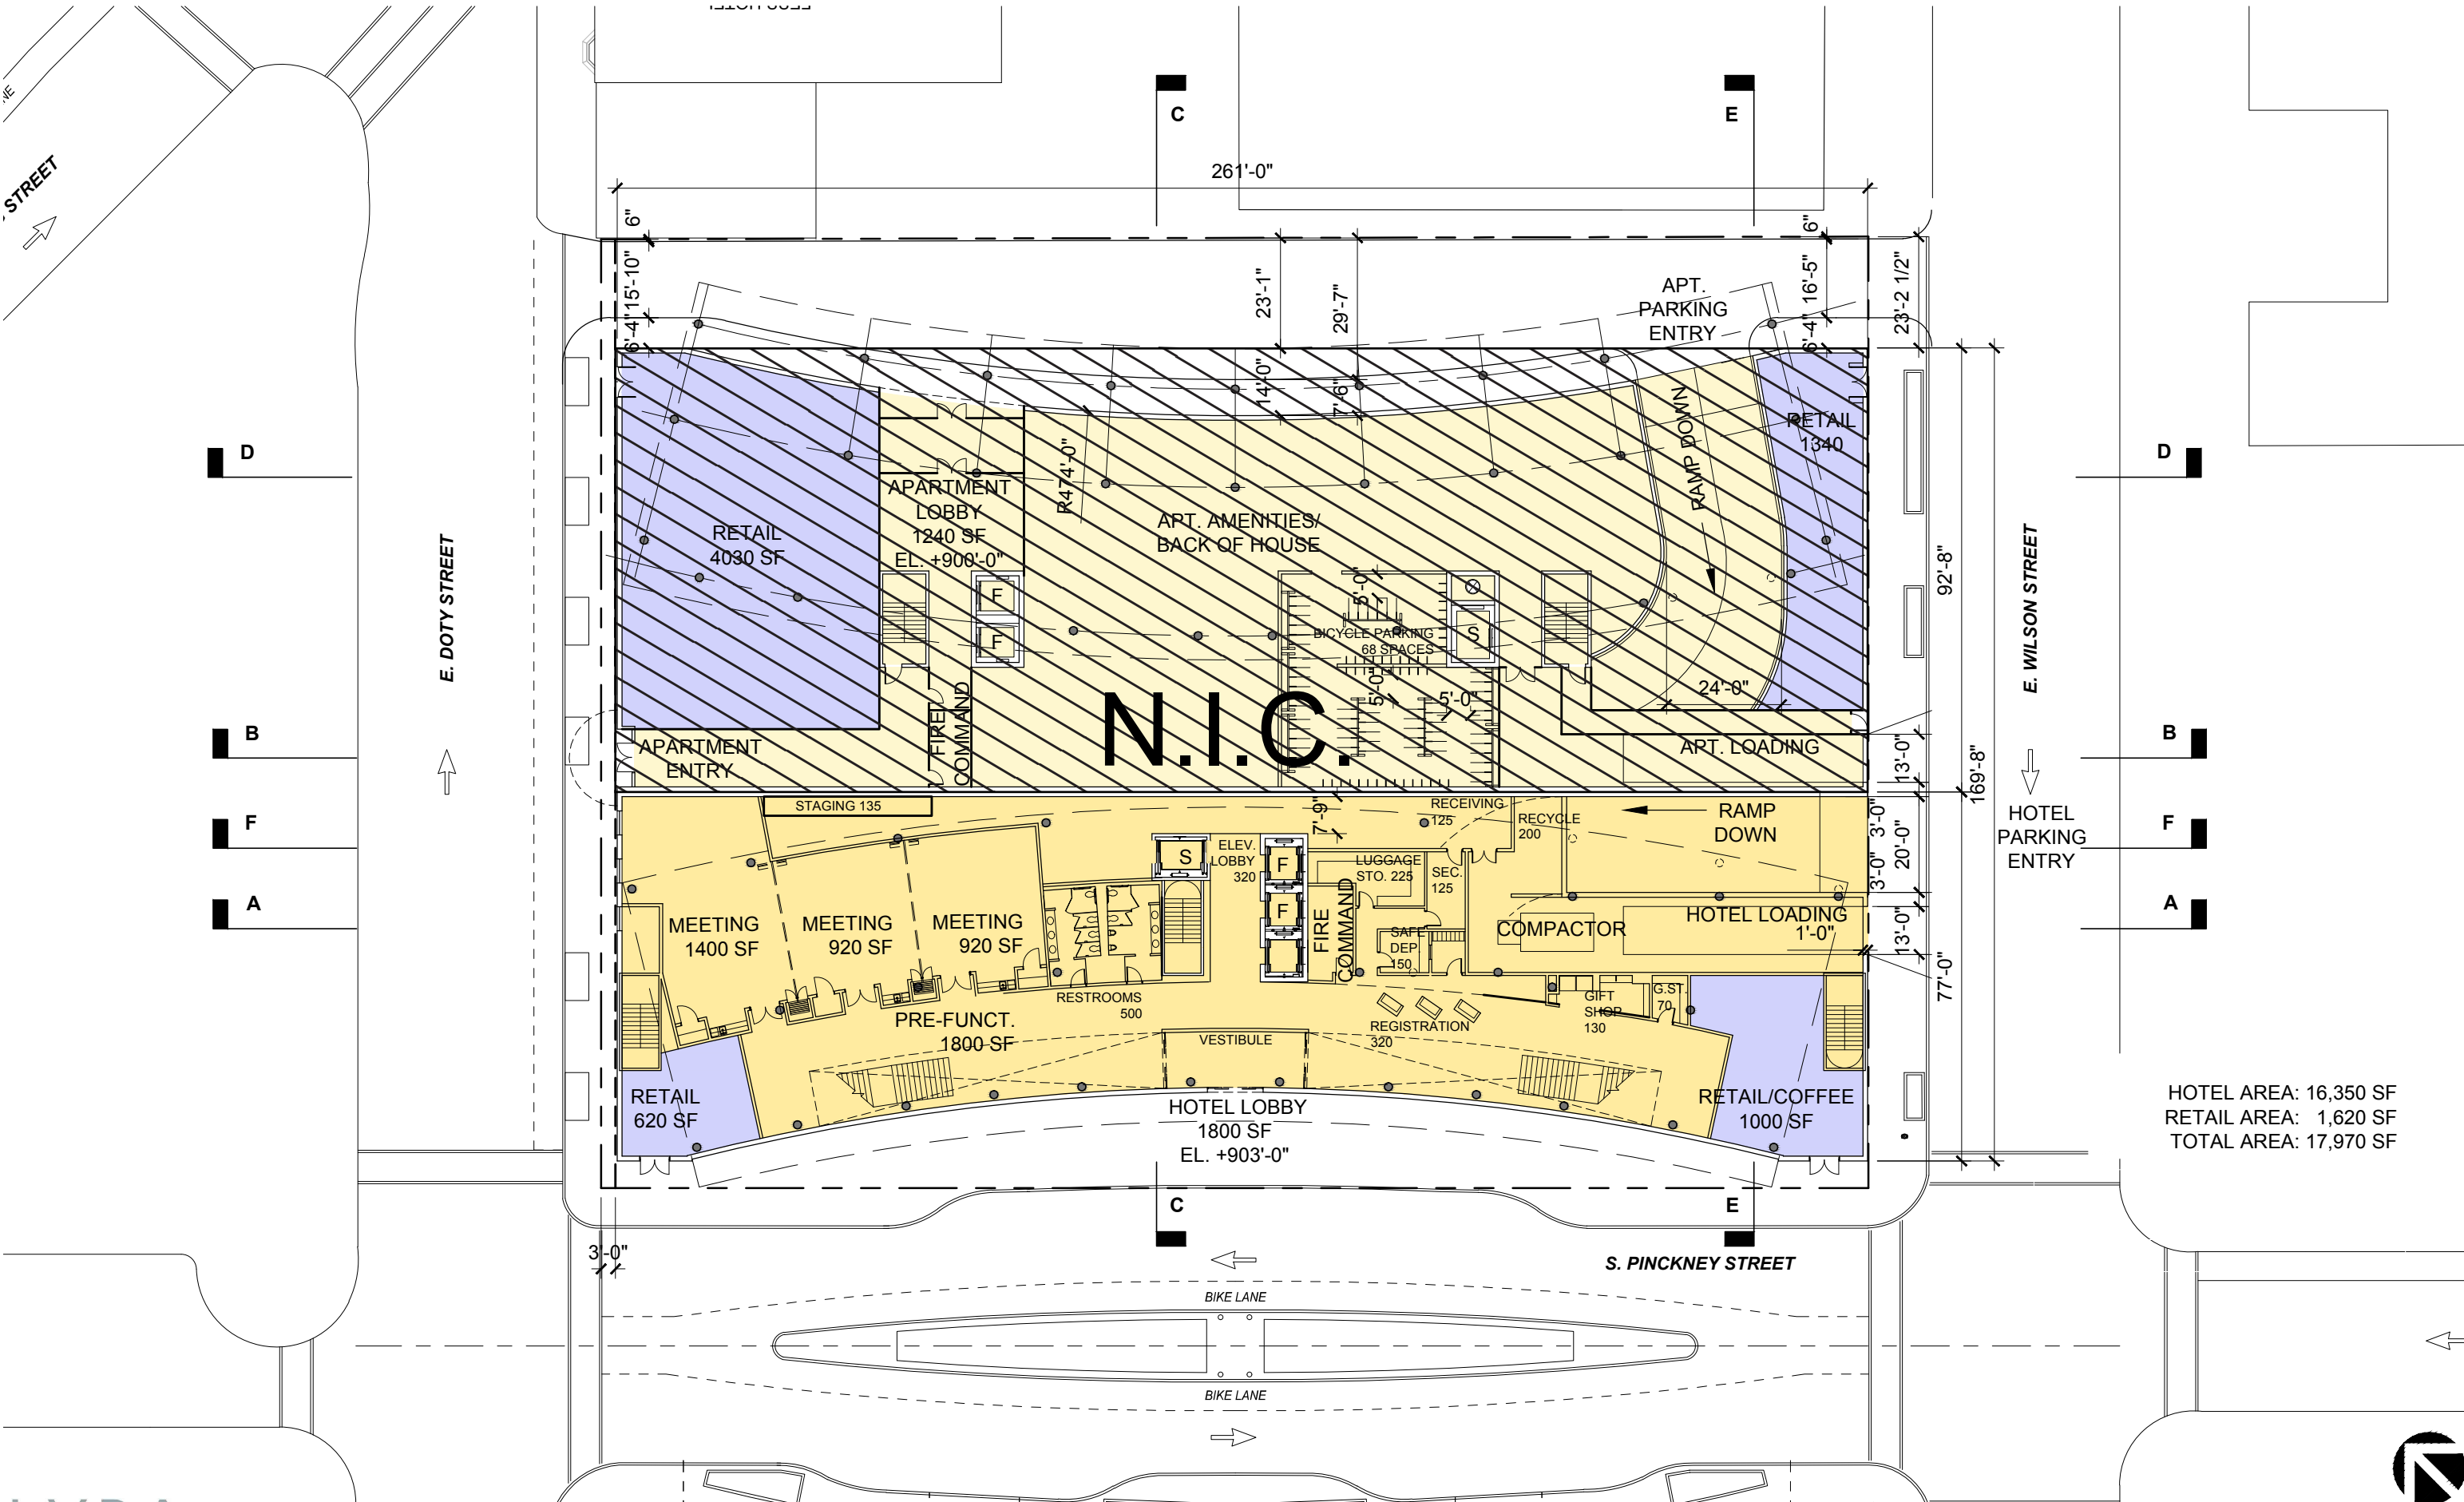 C
E
261'-0"
STREET
6"
15'-10"
6'-4"
23'-1"
29'-7"
14'-0"
7'-6"
APT.
PARKING
ENTRY
6"
16'-5"
6'-4"
23'-2 1/2"
D
D
E. DOTY STREET
RETAIL
4030 SF
APARTMENT
LOBBY
1240 SF
EL. +900'-0"
R474'-0"
APT. AMENITIES/
BACK OF HOUSE
RAMP DOWN
RETAIL
1340
F
F
5'-0"
BICYCLE PARKING
68 SPACES
S
5'-0"
5'-0"
24'-0"
92'-8"
169'-8"
E. WILSON STREET
B
B
N.I.C.
FIRE
COMMAND
APARTMENT
ENTRY
APT. LOADING
13'-0"
STAGING 135
7'-9"
RECEIVING
125
RECYCLE
200
RAMP
DOWN
3'-0"
20'-0"
3'-0"
HOTEL
PARKING
ENTRY
F
F
S
ELEV.
LOBBY
320
F
F
LUGGAGE
STO. 225
SEC.
125
FIRE
COMMAND
SAFE
DEP.
150
COMPACTOR
HOTEL LOADING
1'-0"
13'-0"
77'-0"
A
A
MEETING
1400 SF
MEETING
920 SF
MEETING
920 SF
RESTROOMS
500
PRE-FUNCT.
1800 SF
VESTIBULE
REGISTRATION
320
GIFT
SHOP
130
G.ST.
70
RETAIL
620 SF
RETAIL/COFFEE
1000 SF
HOTEL LOBBY
1800 SF
EL. +903'-0"
HOTEL AREA: 16,350 SF
RETAIL AREA: 1,620 SF
TOTAL AREA: 17,970 SF
C
E
3'-0"
S. PINCKNEY STREET
BIKE LANE
BIKE LANE